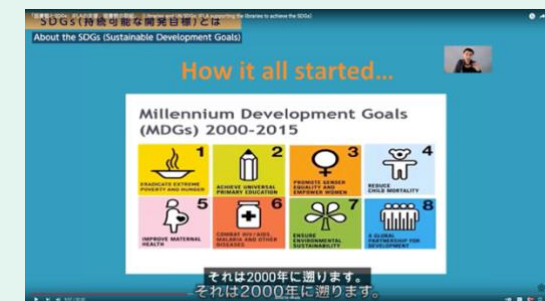 SDGs(持続可能な開発目標)とは
About the SDGs (Sustainable Development Goals)
How it all started...
Millennium Development Goals
(MDGs) 2000-2015
1
2
3
4
ERADICATE EXTREME
POVERTY AND HUNGER
ACHIEVE UNIVERSAL
PRIMARY EDUCATION
PROMOTE GENDER
EQUALITY AND
EMPOWER WOMEN
REDUCE
CHILD MORTALITY
5
6
7
8
IMPROVE MATERNAL
HEALTH
COMBAT HIV/AIDS,
MALARIA AND OTHER
DISEASES
ENSURE
ENVIRONMENTAL
SUSTAINABILITY
A GLOBAL
PARTNERSHIP FOR
DEVELOPMENT
それは2000年に遡ります。
それは2000年に遡ります。